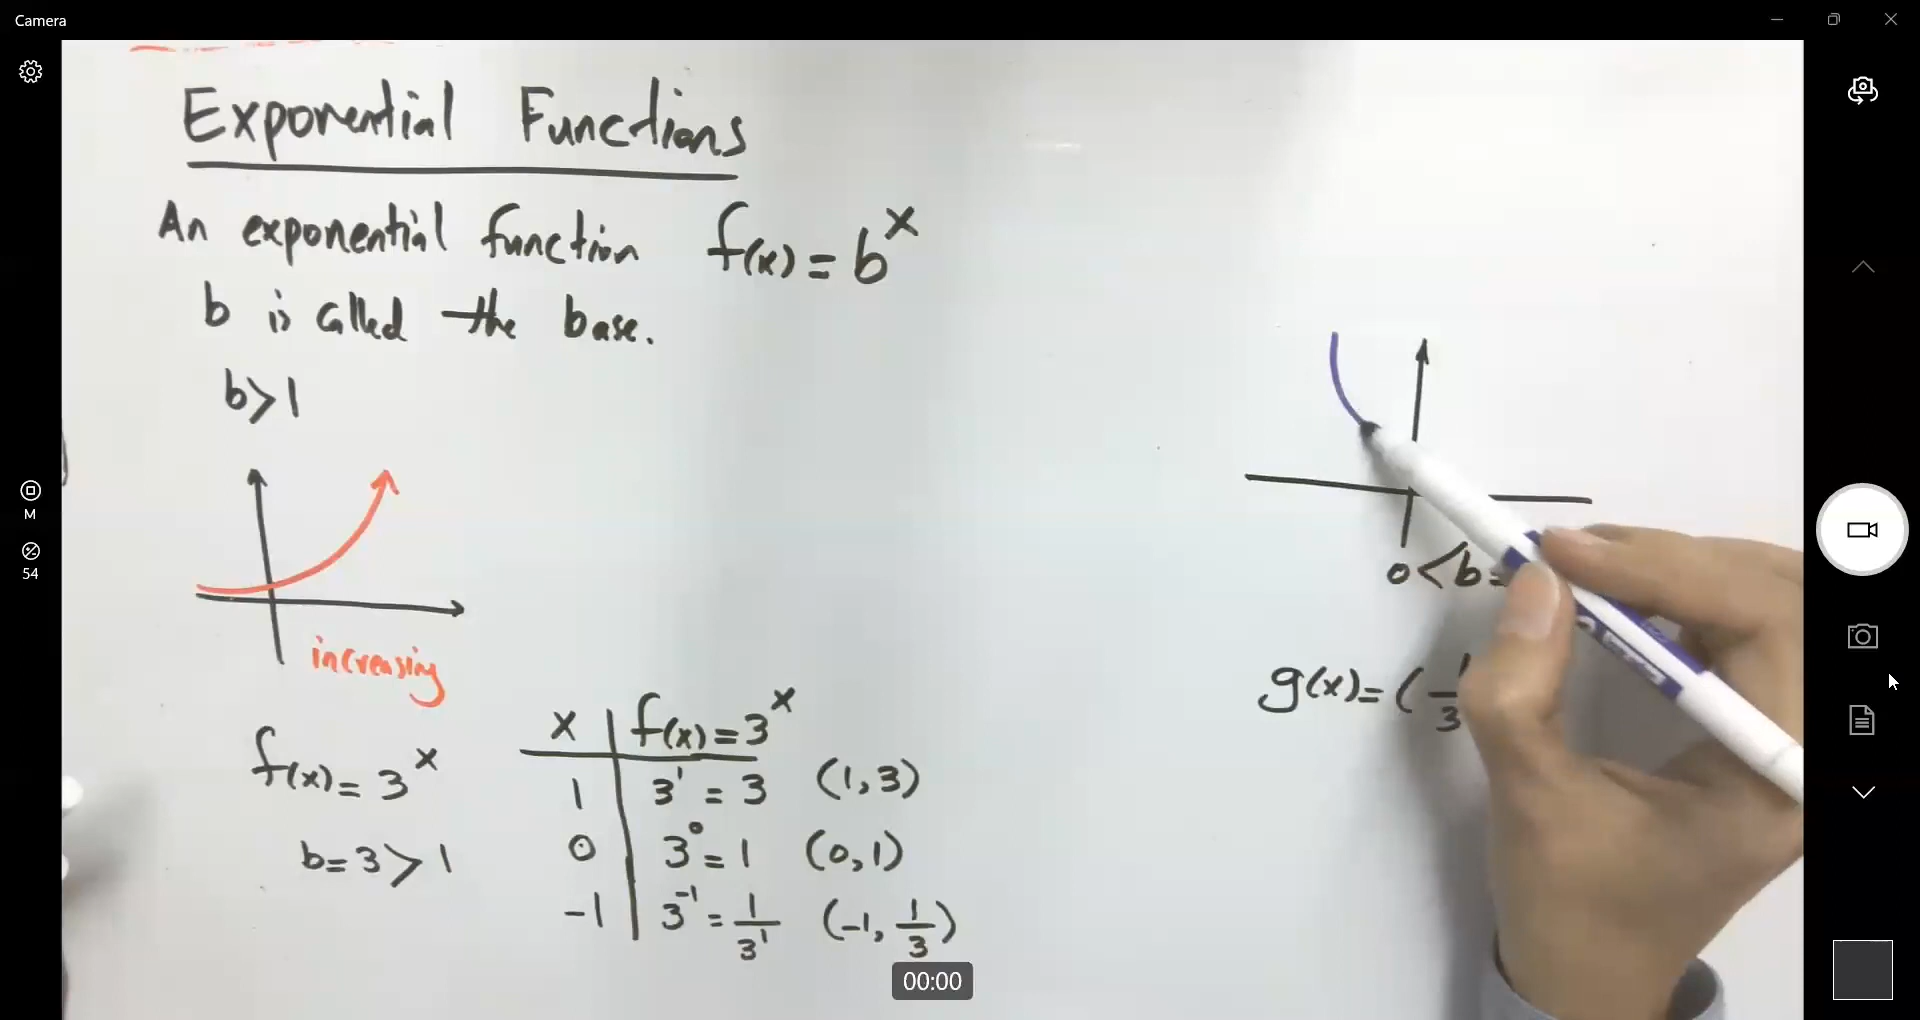 Camera
Exponential Functions
An exponential function f(x) = b^x
b is called the base.
b > 1
increasing
f(x) = 3^x
b = 3 > 1
x | f(x) = 3^x
1 | 3^1 = 3 (1, 3)
0 | 3^0 = 1 (0, 1)
-1 | 3^-1 = 1/3^1 (-1, 1/3)
0 < b =
g(x) = (1/3
M
54
00:00